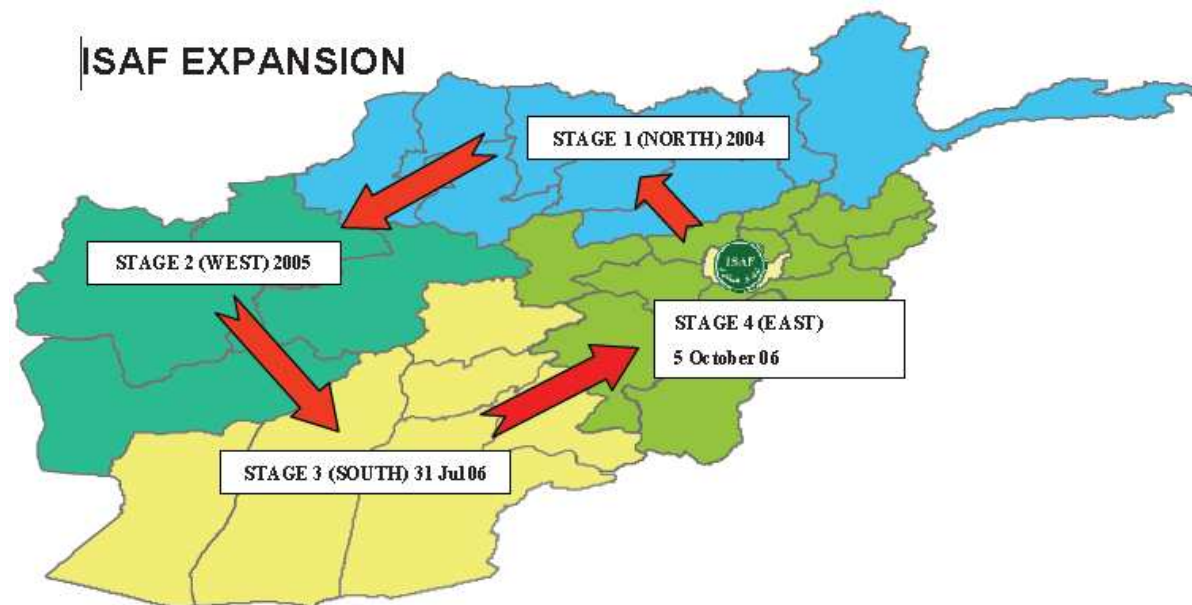 ISAF EXPANSION
STAGE 1 (NORTH) 2004
STAGE 2 (WEST) 2005
ISAF
STAGE 4 (EAST)
5 October 06
STAGE 3 (SOUTH) 31 Jul 06